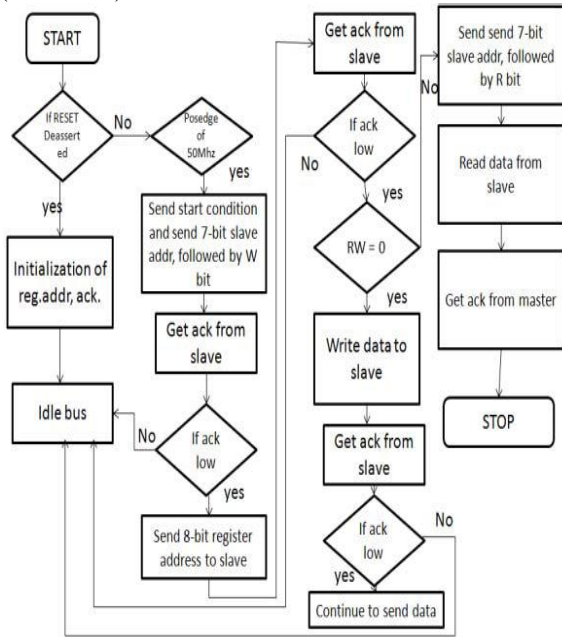 START
If RESET
Deassert
ed
No
Posedge
of
50Mhz
yes
yes
Send start condition
and send 7-bit slave
addr, followed by W
bit
Initialization of
reg.addr, ack.
Get ack from
slave
Idle bus
No
If ack
low
yes
Send 8-bit register
address to slave
Get ack from
slave
If ack
low
No
yes
RW = 0
No
yes
Write data to
slave
Get ack from
slave
If ack
low
No
yes
Continue to send data
Send send 7-bit
slave addr, followed
by R bit
Read data from
slave
Get ack from master
STOP